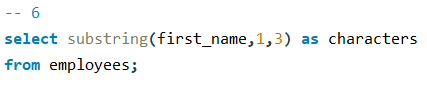 -- 6
select substring(first_name,1,3) as characters
from employees;